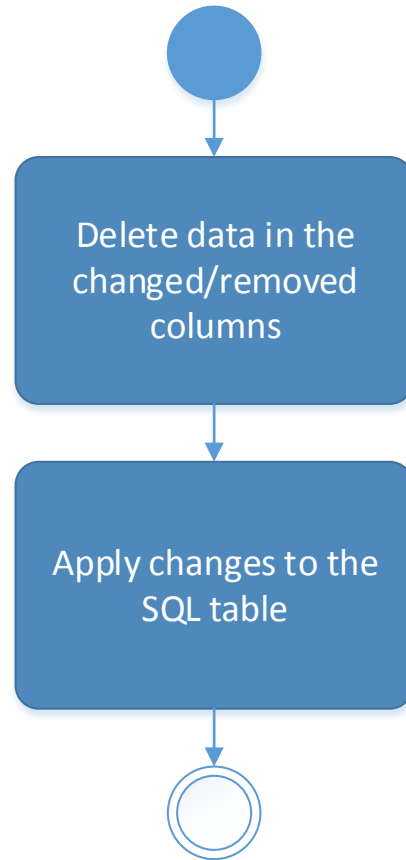 Delete data in the
changed/removed
columns
Apply changes to the
SQL table